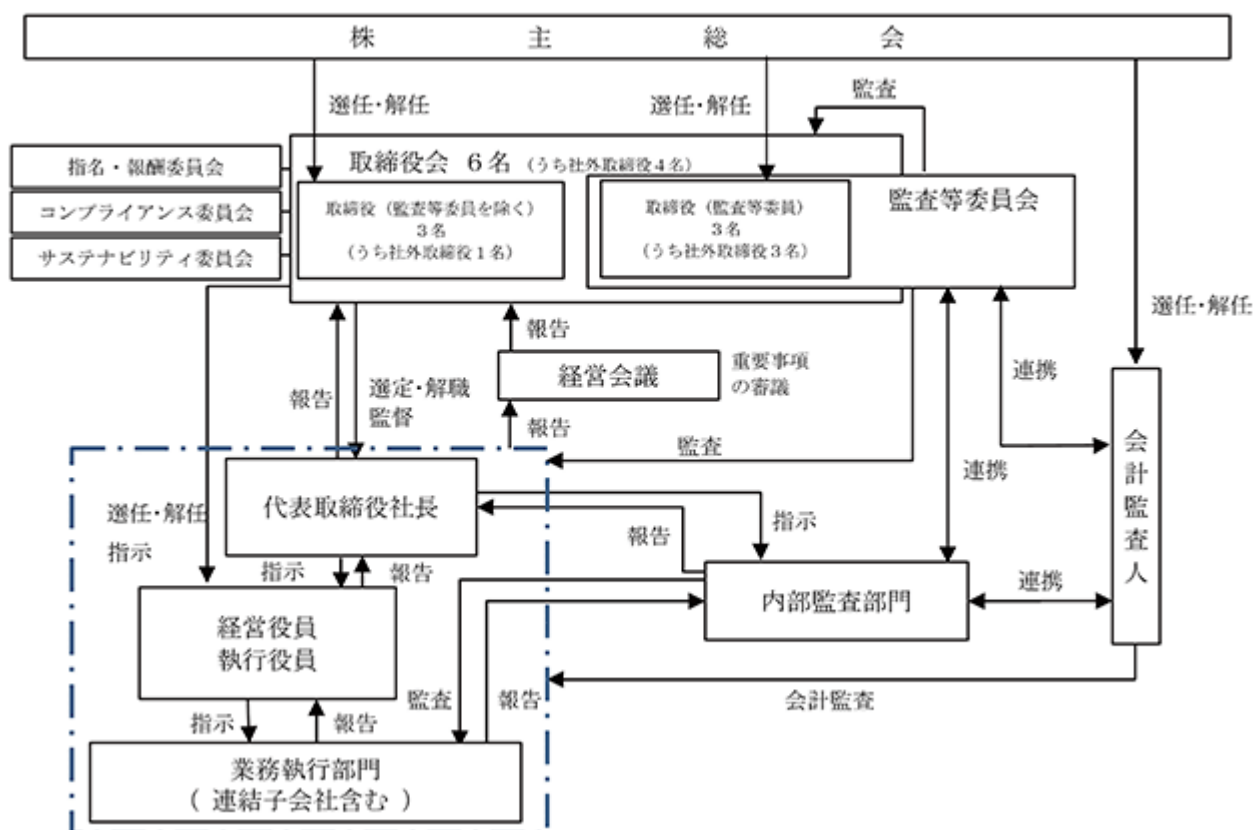 株主総会
選任・解任
選任・解任
監査
指名・報酬委員会
コンプライアンス委員会
サステナビリティ委員会
取締役会 6名 (うち社外取締役4名)
取締役(監査等委員を除く)
3名
(うち社外取締役1名)
取締役(監査等委員)
3名
(うち社外取締役3名)
監査等委員会
選任・解任
報告
経営会議
重要事項
の審議
連携
報告
選定・解職
監督
報告
監査
連携
会計監査人
代表取締役社長
選任・解任
指示
指示
報告
指示
報告
内部監査部門
連携
経営役員
執行役員
監査
報告
会計監査
指示
報告
業務執行部門
( 連結子会社含む )